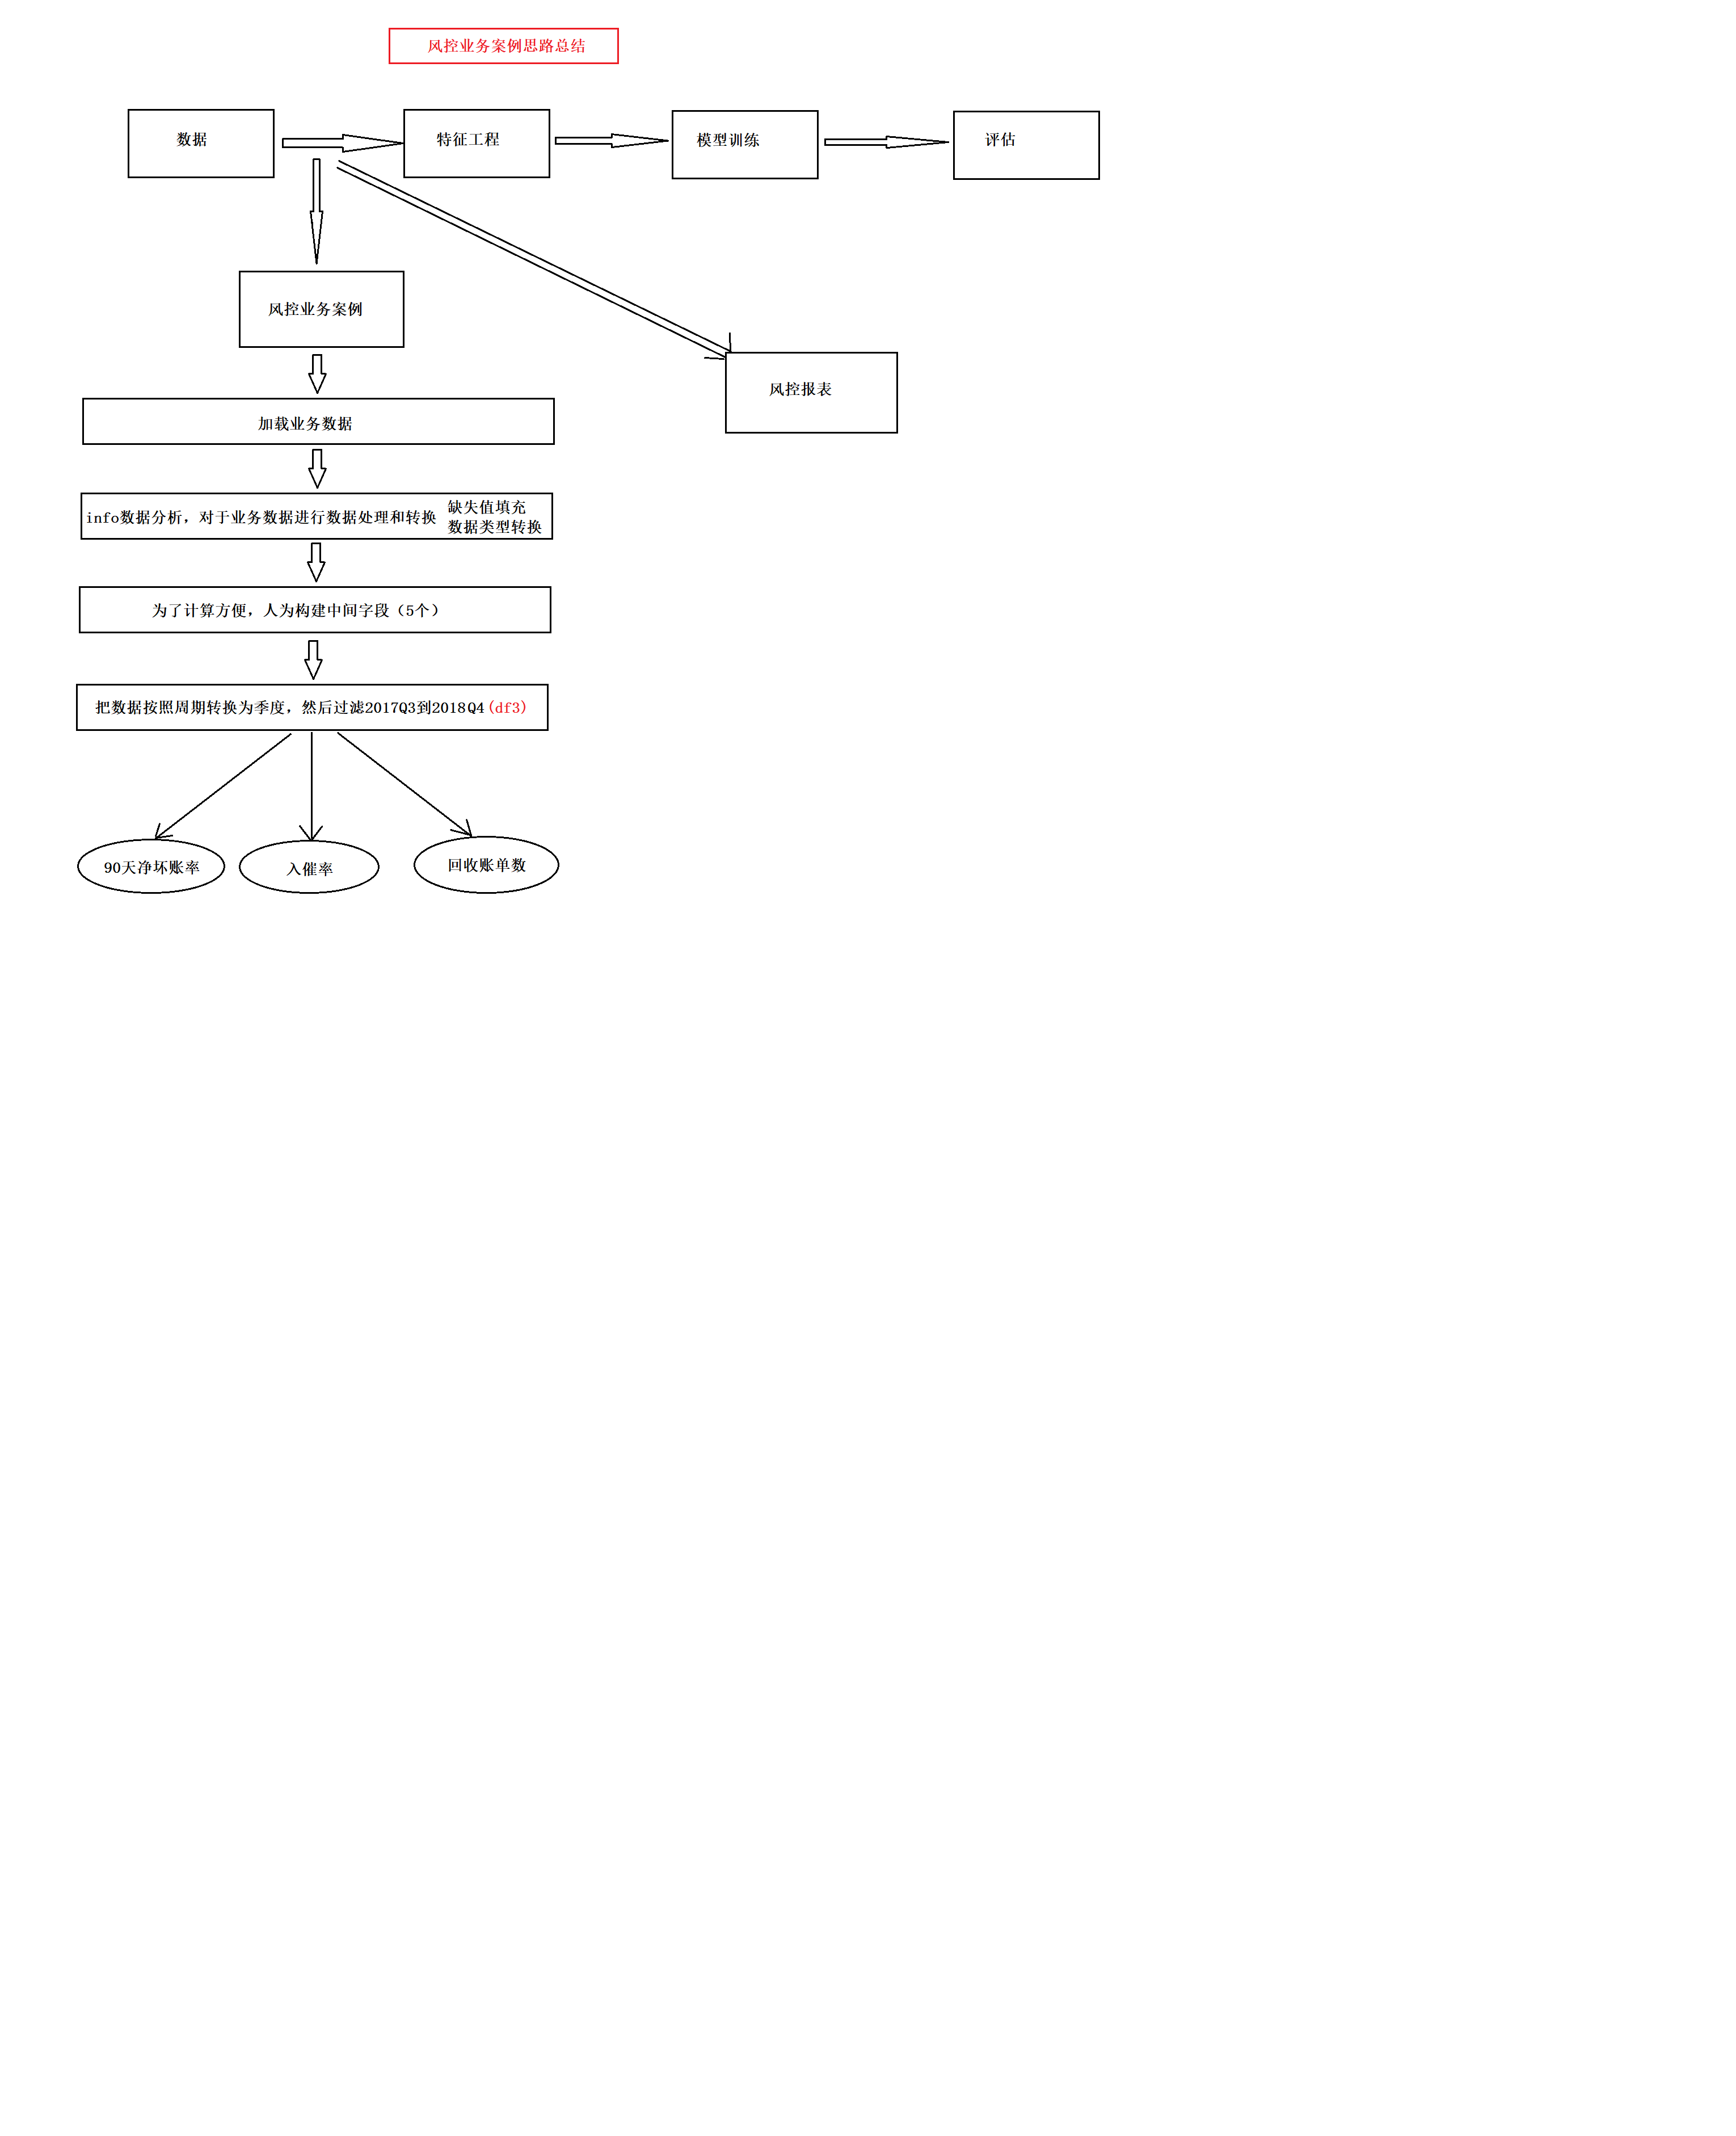 风控业务案例思路总结
数据
特征工程
模型训练
评估
风控业务案例
风控报表
加载业务数据
info数据分析，对于业务数据进行数据处理和转换
缺失值填充
数据类型转换
为了计算方便，人为构建中间字段（5个）
把数据按照周期转换为季度，然后过滤2017Q3到2018Q4(df3)
90天净坏账率
入催率
回收账单数